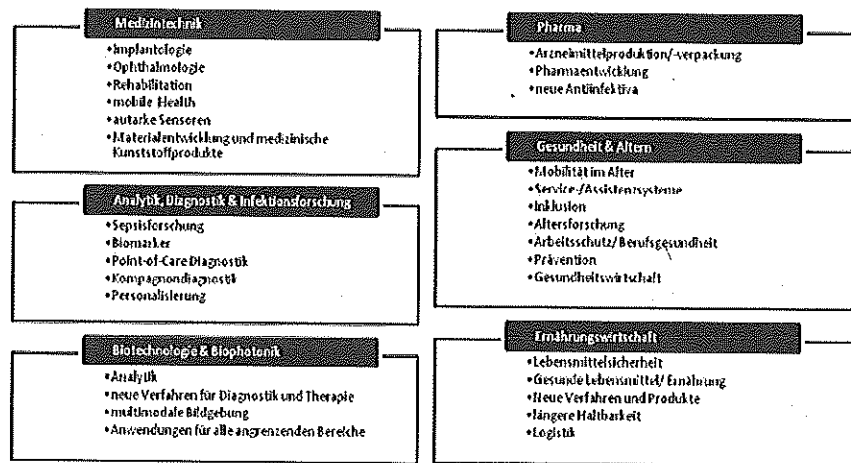 Medizintechnik
•Implantologie
•Ophthalmologie
•Rehabilitation
•mobile Health
•autarke Sensoren
•Materialentwicklung und medizinische
Kunststoffprodukte
Analytik, Diagnostik & Infektionsforschung
•Sepsisforschung
•Biomarker
•Point-of-Care Diagnostik
•Kompagnondiagnostik
•Personalisierung
Biotechnologie & Biophotonik
•Analytik
•neue Verfahren für Diagnostik und Therapie
•multimodale Bildgebung
•Anwendungen für alle angrenzenden Bereiche
Pharma
•Arzneimittelproduktion/-verpackung
•Pharmaentwicklung
•neue Antiinfektiva
Gesundheit & Altern
•Mobilität im Alter
•Service-/Assistenzsysteme
•Inklusion
•Altersforschung
•Arbeitsschutz/ Berufsgesundheit
•Prävention
•Gesundheitswirtschaft
Ernährungswirtschaft
•Lebensmittelsicherheit
•Gesunde Lebensmittel/ Ernährung
•Neue Verfahren und Produkte
•längere Haltbarkeit
•Logistik